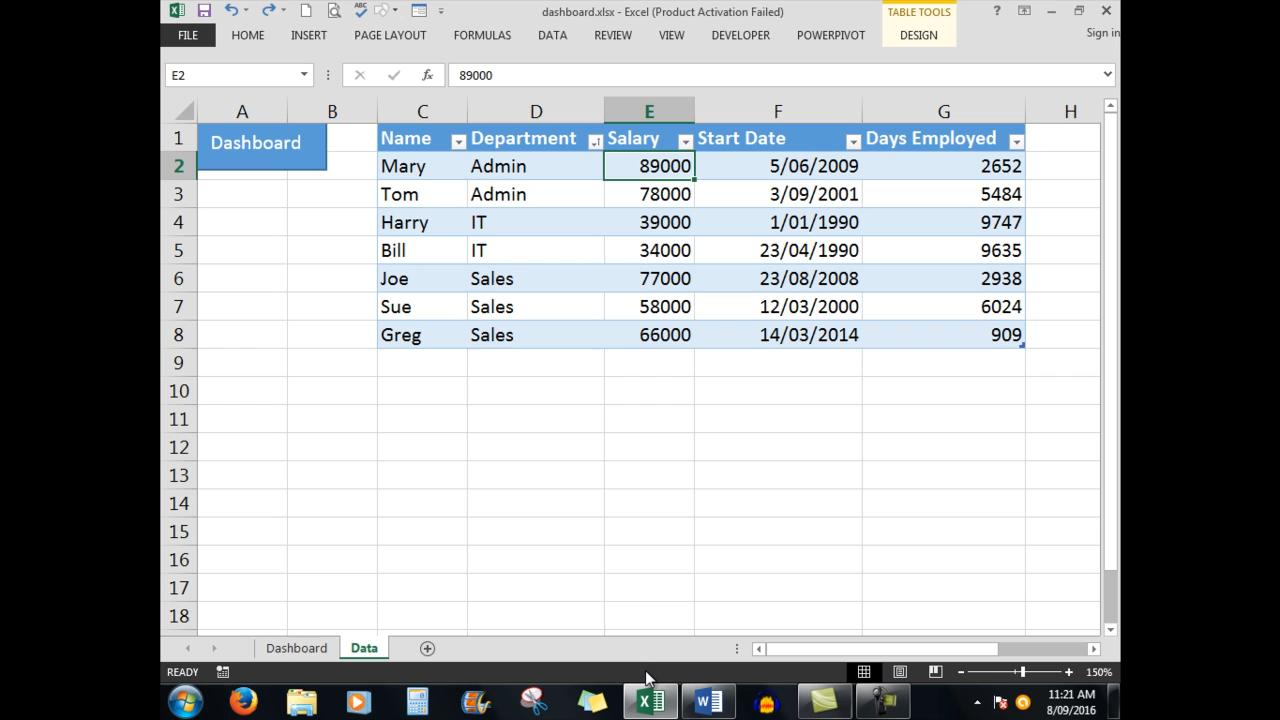 dashboard.xlsx - Excel (Product Activation Failed)
TABLE TOOLS
?
FILE HOME INSERT PAGE LAYOUT FORMULAS DATA REVIEW VIEW DEVELOPER POWERPIVOT DESIGN Sign in
E2 fx 89000
A B C D E F G H
1 Dashboard Name Department Salary Start Date Days Employed
2 Mary Admin 89000 5/06/2009 2652
3 Tom Admin 78000 3/09/2001 5484
4 Harry IT 39000 1/01/1990 9747
5 Bill IT 34000 23/04/1990 9635
6 Joe Sales 77000 23/08/2008 2938
7 Sue Sales 58000 12/03/2000 6024
8 Greg Sales 66000 14/03/2014 909
9
10
11
12
13
14
15
16
17
18
Dashboard Data
READY 150%
11:21 AM
8/09/2016